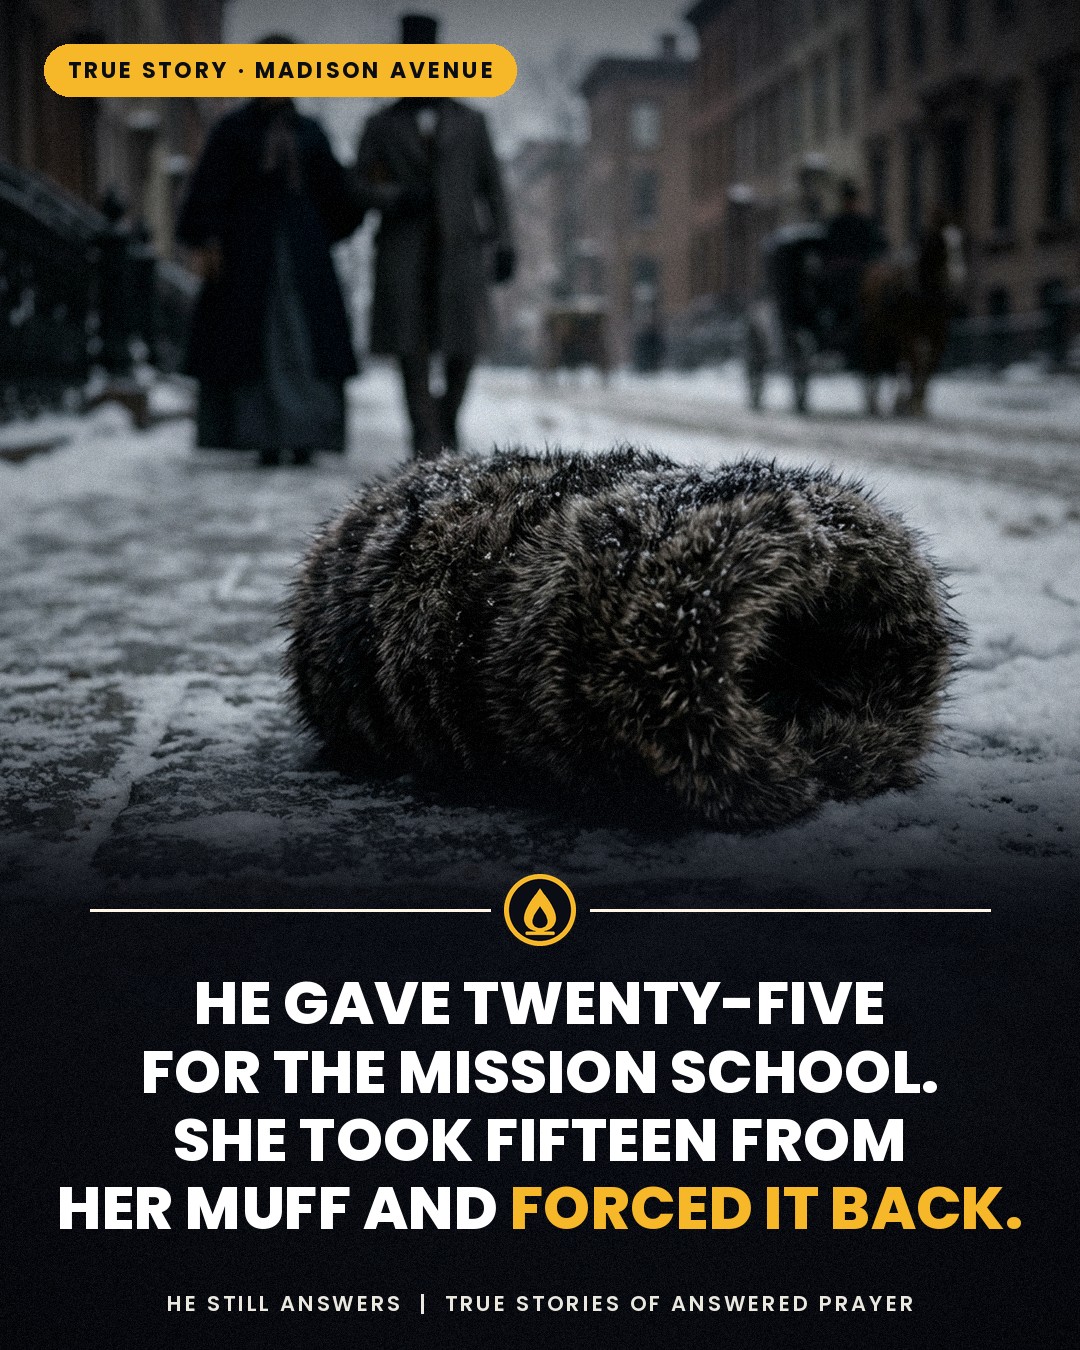 TRUE STORY · MADISON AVENUE
HE GAVE TWENTY-FIVE
FOR THE MISSION SCHOOL.
SHE TOOK FIFTEEN FROM
HER MUFF AND FORCED IT BACK.
HE STILL ANSWERS | TRUE STORIES OF ANSWERED PRAYER